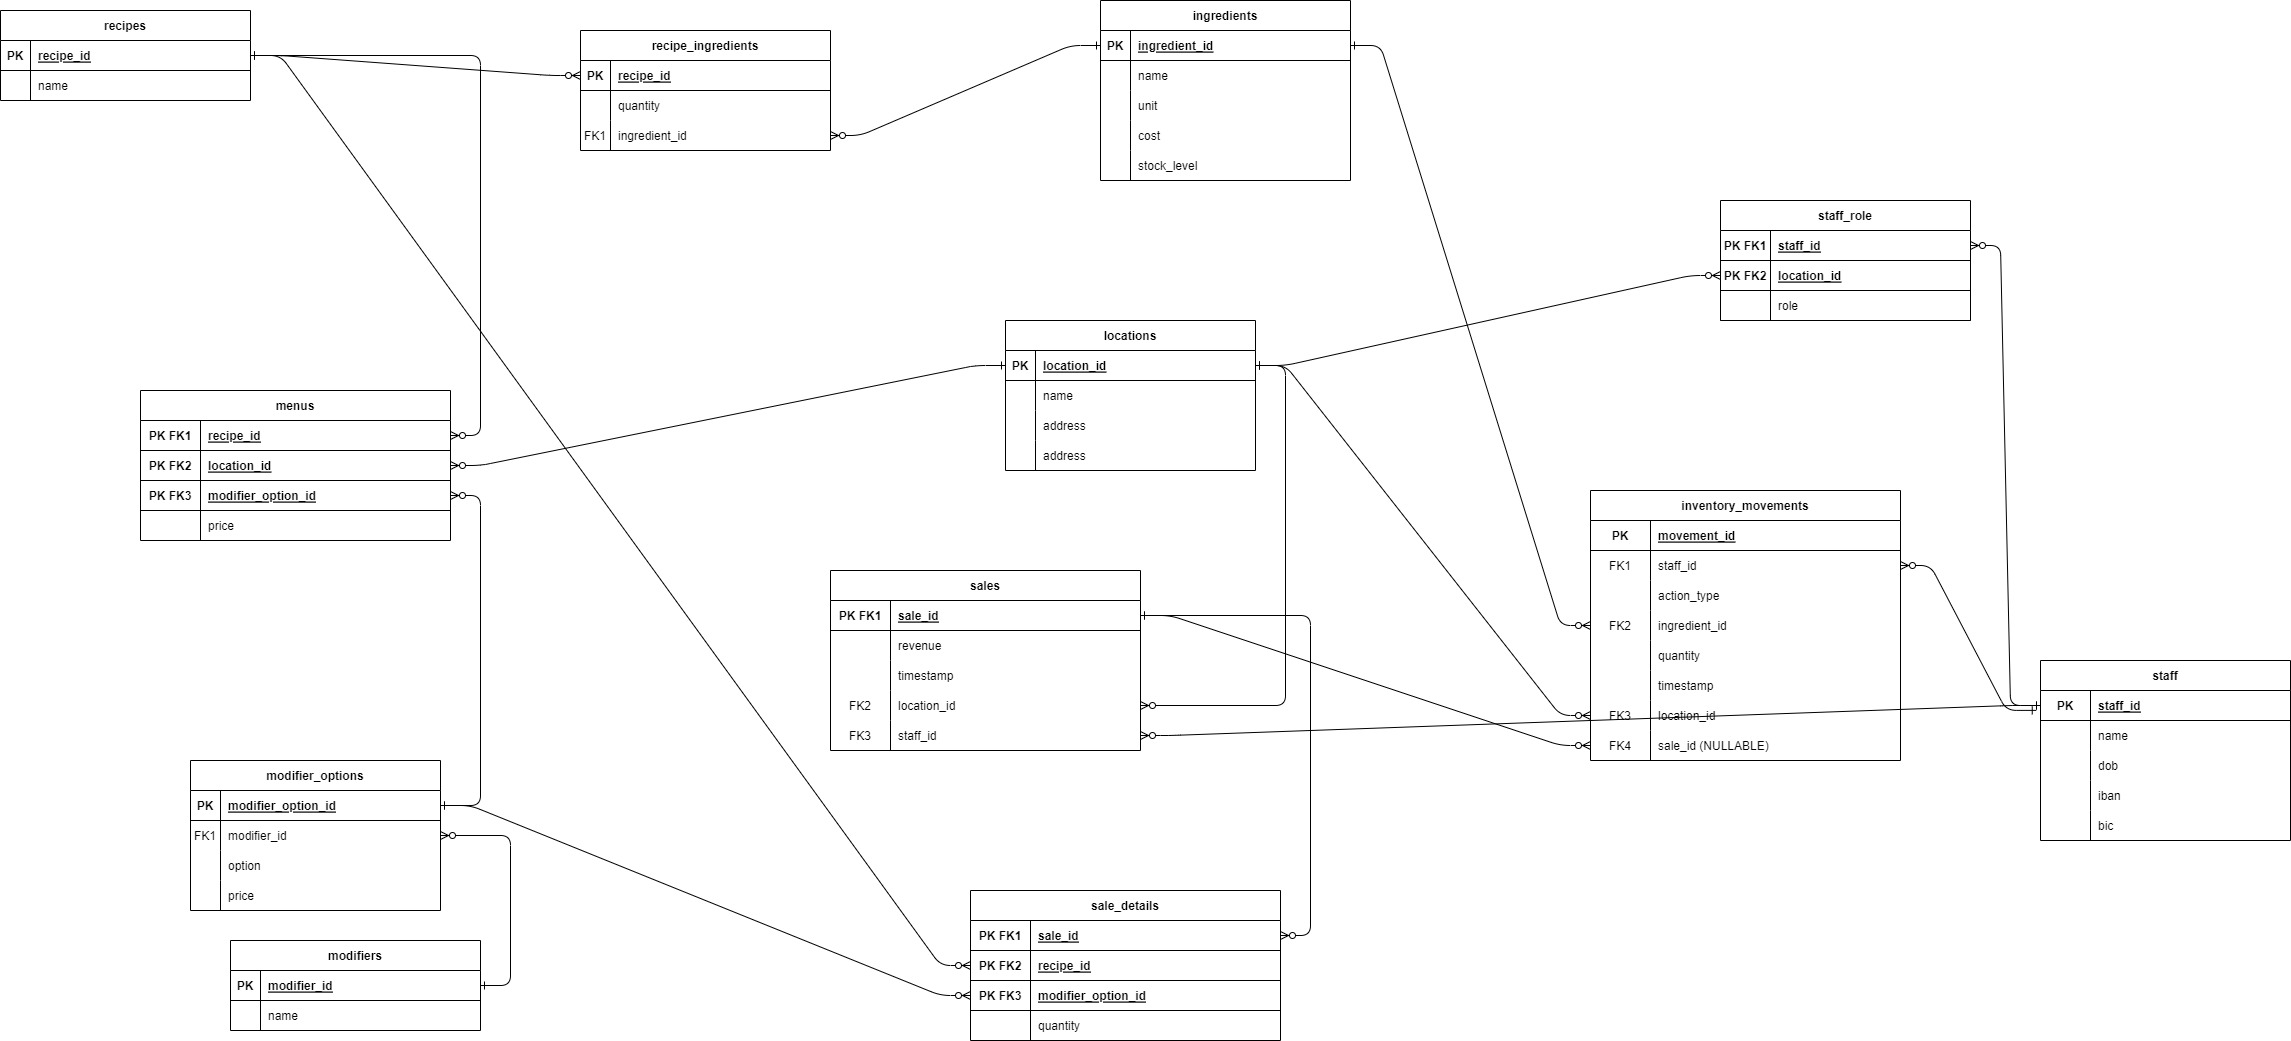 recipes
PK recipe_id
name
recipe_ingredients
PK recipe_id
quantity
FK1 ingredient_id
ingredients
PK ingredient_id
name
unit
cost
stock_level
staff_role
PK FK1 staff_id
PK FK2 location_id
role
locations
PK location_id
name
address
address
menus
PK FK1 recipe_id
PK FK2 location_id
PK FK3 modifier_option_id
price
inventory_movements
PK movement_id
FK1 staff_id
action_type
FK2 ingredient_id
quantity
timestamp
FK3 location_id
FK4 sale_id (NULLABLE)
sales
PK FK1 sale_id
revenue
timestamp
FK2 location_id
FK3 staff_id
staff
PK staff_id
name
dob
iban
bic
modifier_options
PK modifier_option_id
FK1 modifier_id
option
price
modifiers
PK modifier_id
name
sale_details
PK FK1 sale_id
PK FK2 recipe_id
PK FK3 modifier_option_id
quantity